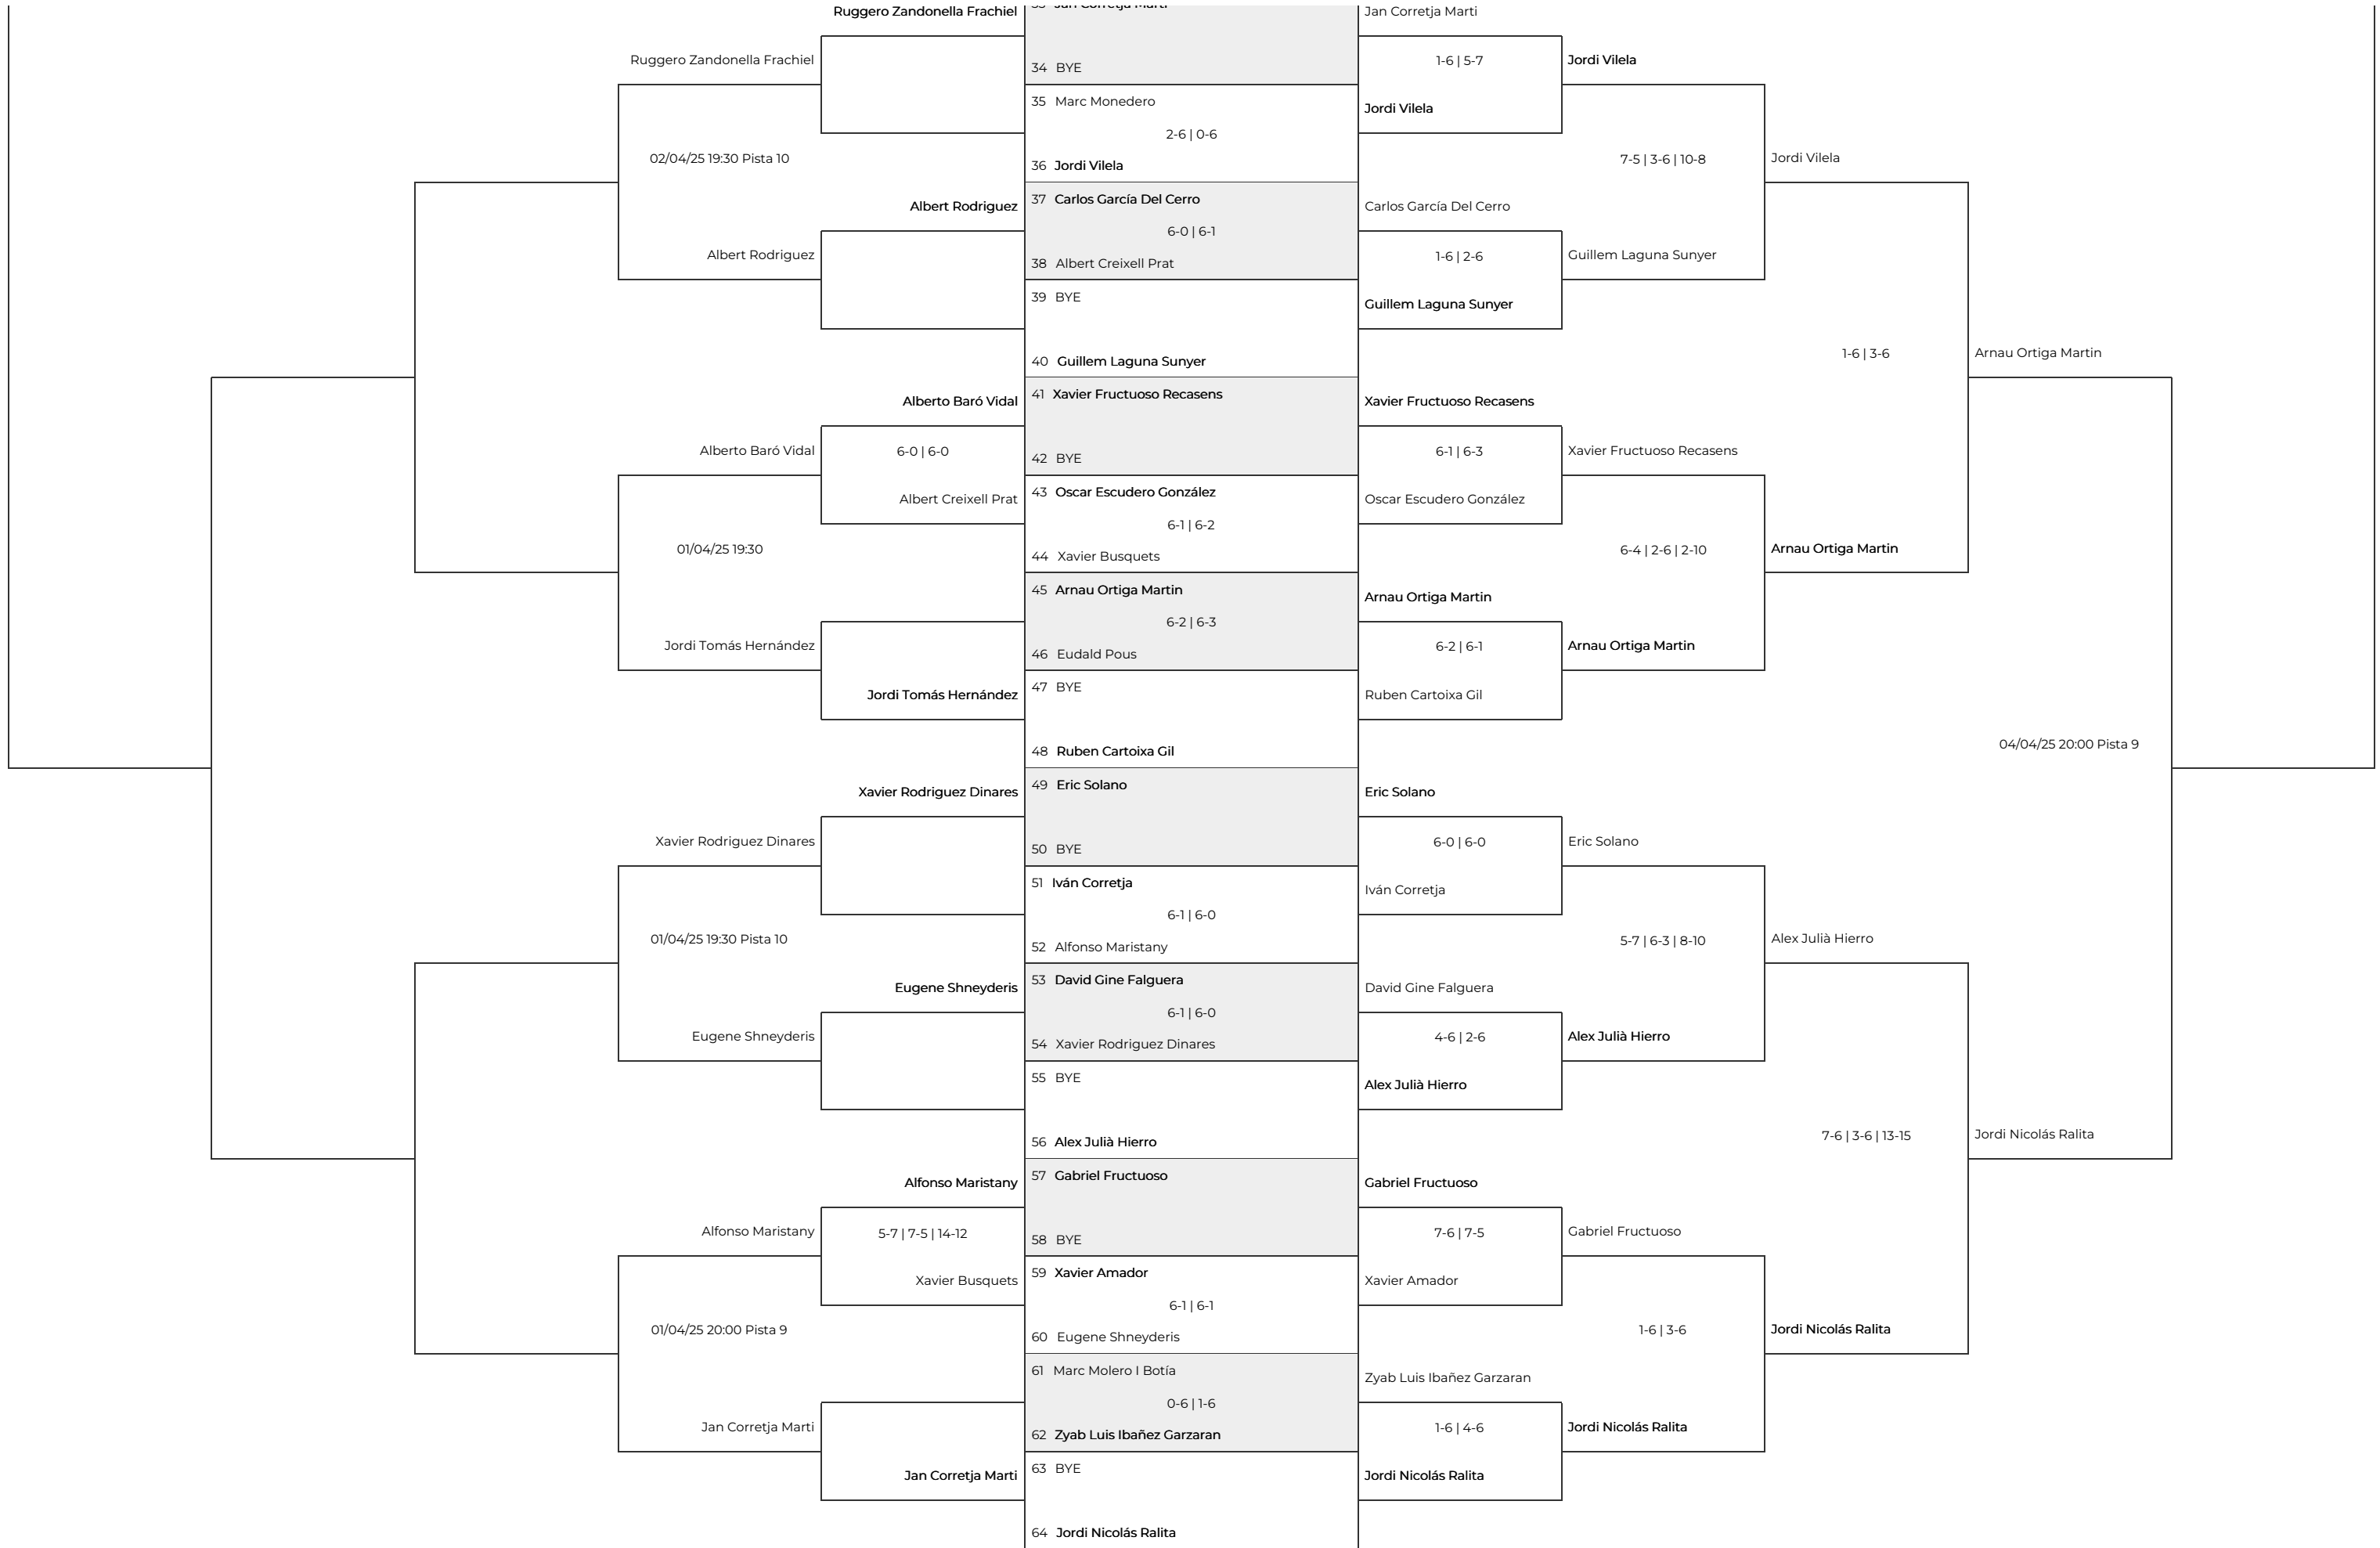 Ruggero Zandonella Frachiel
Ruggero Zandonella Frachiel
02/04/25 19:30 Pista 10
Albert Rodriguez
Albert Rodriguez
Alberto Baró Vidal
Alberto Baró Vidal
6-0 | 6-0
Albert Creixell Prat
01/04/25 19:30
Jordi Tomás Hernández
Jordi Tomás Hernández
Xavier Rodriguez Dinares
Xavier Rodriguez Dinares
01/04/25 19:30 Pista 10
Eugene Shneyderis
Eugene Shneyderis
Alfonso Maristany
Alfonso Maristany
5-7 | 7-5 | 14-12
Xavier Busquets
01/04/25 20:00 Pista 9
Jan Corretja Marti
Jan Corretja Marti
33 Jan Corretja Marti
34 BYE
35 Marc Monedero
2-6 | 0-6
36 Jordi Vilela
37 Carlos García Del Cerro
6-0 | 6-1
38 Albert Creixell Prat
39 BYE
40 Guillem Laguna Sunyer
41 Xavier Fructuoso Recasens
42 BYE
43 Oscar Escudero González
6-1 | 6-2
44 Xavier Busquets
45 Arnau Ortiga Martin
6-2 | 6-3
46 Eudald Pous
47 BYE
48 Ruben Cartoixa Gil
49 Eric Solano
50 BYE
51 Iván Corretja
6-1 | 6-0
52 Alfonso Maristany
53 David Gine Falguera
6-1 | 6-0
54 Xavier Rodriguez Dinares
55 BYE
56 Alex Julià Hierro
57 Gabriel Fructuoso
58 BYE
59 Xavier Amador
6-1 | 6-1
60 Eugene Shneyderis
61 Marc Molero I Botía
0-6 | 1-6
62 Zyab Luis Ibañez Garzaran
63 BYE
64 Jordi Nicolás Ralita
Jan Corretja Marti
1-6 | 5-7
Jordi Vilela
Carlos García Del Cerro
1-6 | 2-6
Guillem Laguna Sunyer
Xavier Fructuoso Recasens
6-1 | 6-3
Oscar Escudero González
Arnau Ortiga Martin
6-2 | 6-1
Ruben Cartoixa Gil
Eric Solano
6-0 | 6-0
Iván Corretja
David Gine Falguera
4-6 | 2-6
Alex Julià Hierro
Gabriel Fructuoso
7-6 | 7-5
Xavier Amador
Zyab Luis Ibañez Garzaran
1-6 | 4-6
Jordi Nicolás Ralita
Jordi Vilela
7-5 | 3-6 | 10-8
Guillem Laguna Sunyer
Xavier Fructuoso Recasens
6-4 | 2-6 | 2-10
Arnau Ortiga Martin
Eric Solano
5-7 | 6-3 | 8-10
Alex Julià Hierro
Gabriel Fructuoso
1-6 | 3-6
Jordi Nicolás Ralita
Jordi Vilela
1-6 | 3-6
Arnau Ortiga Martin
Alex Julià Hierro
7-6 | 3-6 | 13-15
Jordi Nicolás Ralita
Arnau Ortiga Martin
04/04/25 20:00 Pista 9
Jordi Nicolás Ralita